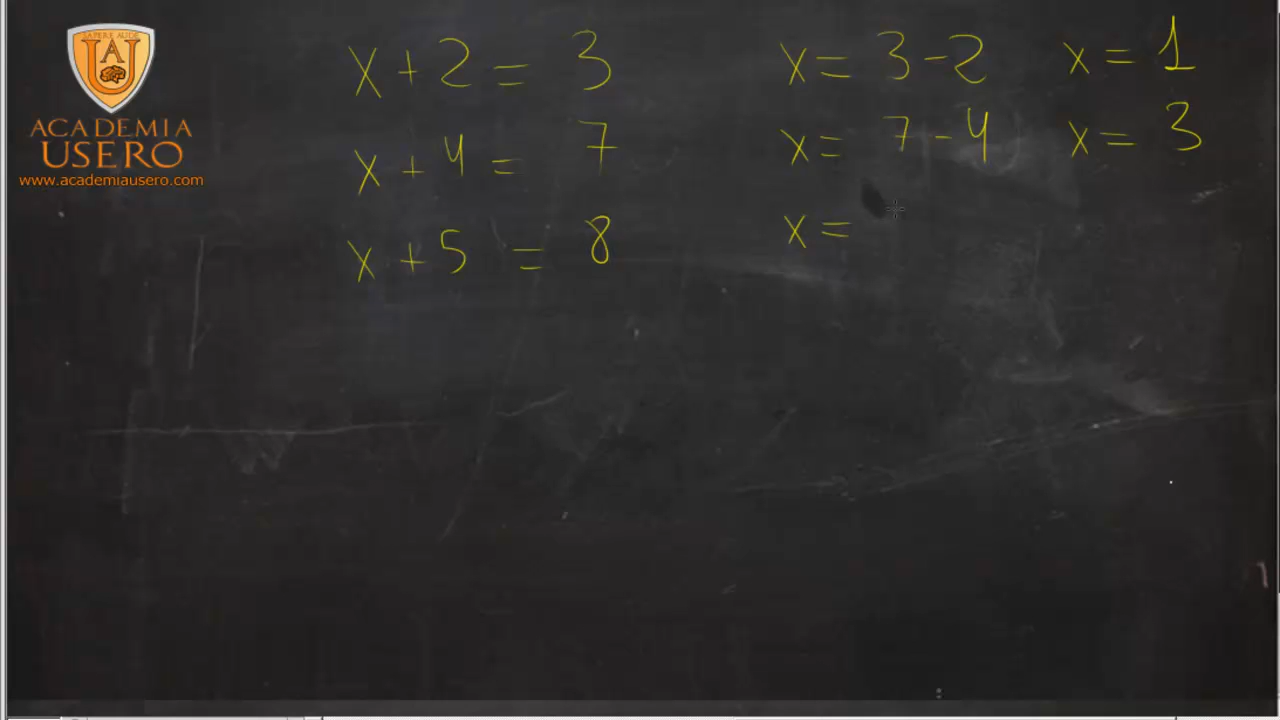 SAPERE AUDE
UA
ACADEMIA
USERO
www.academiausero.com
x + 2 = 3 x = 3 - 2 x = 1
x + 4 = 7 x = 7 - 4 x = 3
x + 5 = 8 x =